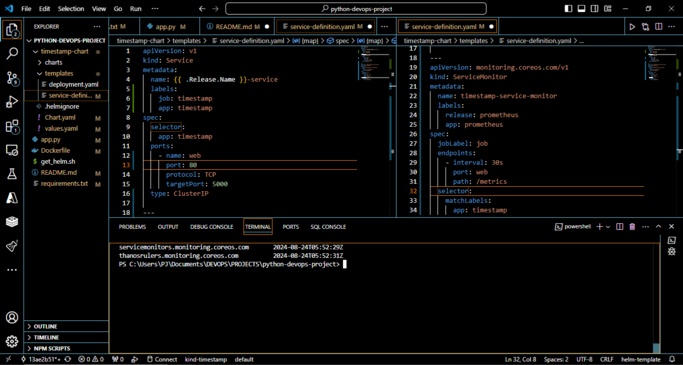 File Edit Selection View Go Run ...
python-devops-project
EXPLORER
PYTHON-DEVOPS-PROJECT
timestamp-chart
charts
templates
deployment.yaml
service-defini... M
.helmignore
Chart.yaml M
values.yaml M
app.py M
Dockerfile M
get_helm.sh
README.md M
requirements.txt M
OUTLINE
TIMELINE
NPM SCRIPTS
.txt M app.py M README.md M service-definition.yaml M
timestamp-chart > templates > service-definition.yaml > {} (map) > spec > (map) >
1 apiVersion: v1
2 kind: Service
3 metadata:
4 name: {{ .Release.Name }}-service
5 labels:
6 job: timestamp
7 app: timestamp
8 spec:
9 selector:
10 app: timestamp
11 ports:
12 - name: web
13 port: 80
14 protocol: TCP
15 targetPort: 5000
16 type: ClusterIP
17
18 ---
service-definition.yaml M
timestamp-chart > templates > service-definition.yaml > ...
17
18 ---
19 apiVersion: monitoring.coreos.com/v1
20 kind: ServiceMonitor
21 metadata:
22 name: timestamp-service-monitor
23 labels:
24 release: prometheus
25 app: prometheus
26 spec:
27 jobLabel: job
28 endpoints:
29 - interval: 30s
30 port: web
31 path: /metrics
32 selector:
33 matchLabels:
34 app: timestamp
PROBLEMS OUTPUT DEBUG CONSOLE TERMINAL PORTS SQL CONSOLE
powershell
servicemonitors.monitoring.coreos.com 2024-08-24T05:52:29Z
thanosrulers.monitoring.coreos.com 2024-08-24T05:52:31Z
PS C:\Users\PJ\Documents\DEVOPS\PROJECTS\python-devops-project>
13ae2b51*+ 0 0 0 Connect kind-timestamp default
Ln 32, Col 8 Spaces: 2 UTF-8 CRLF helm-template